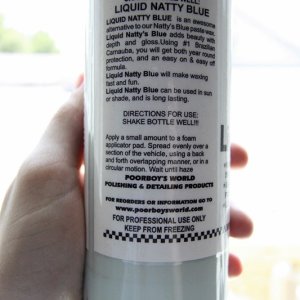 LIQUID NATTY BLUE
LIQUID NATTY BLUE is an awesome
alternative to our Natty's Blue paste wax.
Liquid Natty's Blue adds beauty with
depth and gloss.Using #1 Brazilian
Carnauba, you will get both year round
protection, and an easy on & easy off
formula.
Liquid Natty Blue will make waxing
fast and fun.
Liquid Natty Blue can be used in sun
or shade, and is long lasting.
DIRECTIONS FOR USE:
SHAKE BOTTLE WELL!!!
Apply a small amount to a foam
applicator pad. Spread evenly over a
section of the vehicle, using a back
and forth overlapping manner, or in a
circular motion. Wait until haze
POORBOY'S WORLD
POLISHING & DETAILING PRODUCTS
FOR REORDERS OR INFORMATION GO TO
www.poorboysworld.com
FOR PROFESSIONAL USE ONLY
KEEP FROM FREEZING